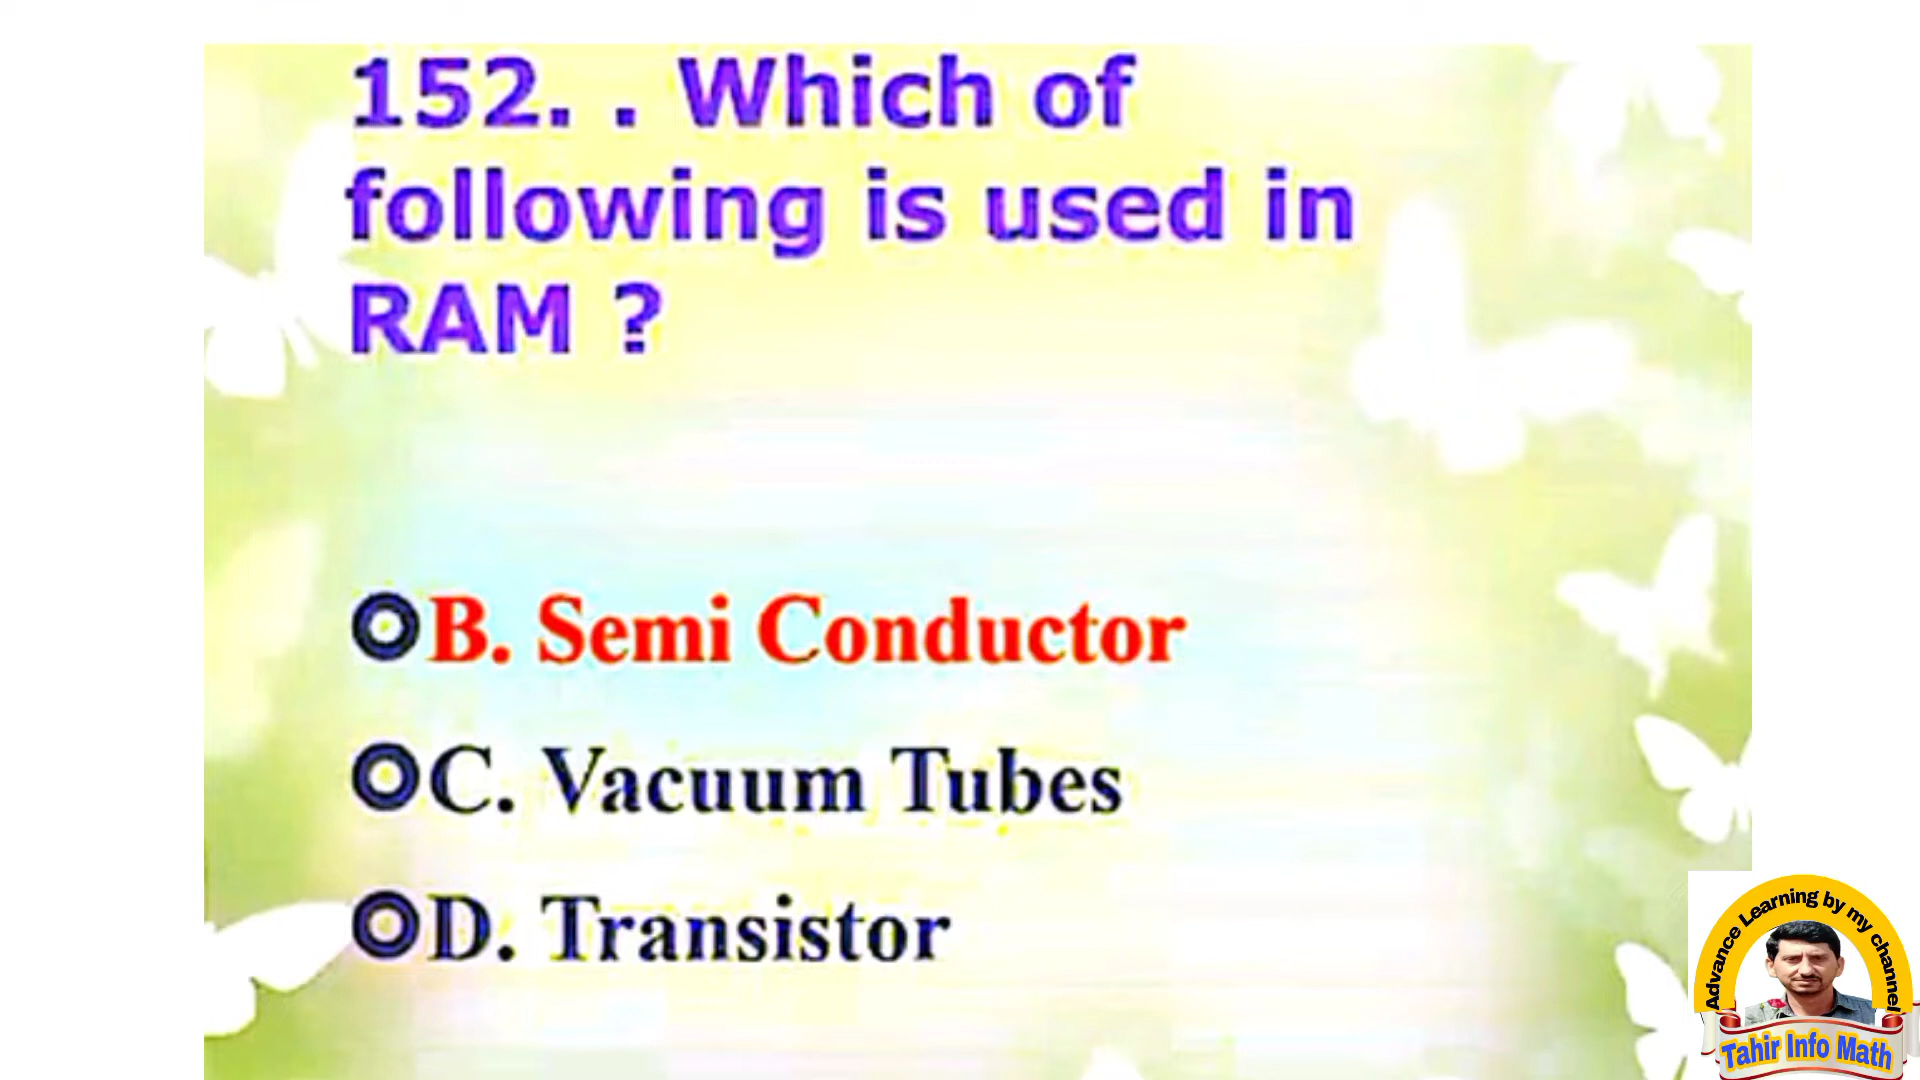 152. . Which of
following is used in
RAM ?
B. Semi Conductor
C. Vacuum Tubes
D. Transistor
Advance Learning by my channel
Tahir Info Math